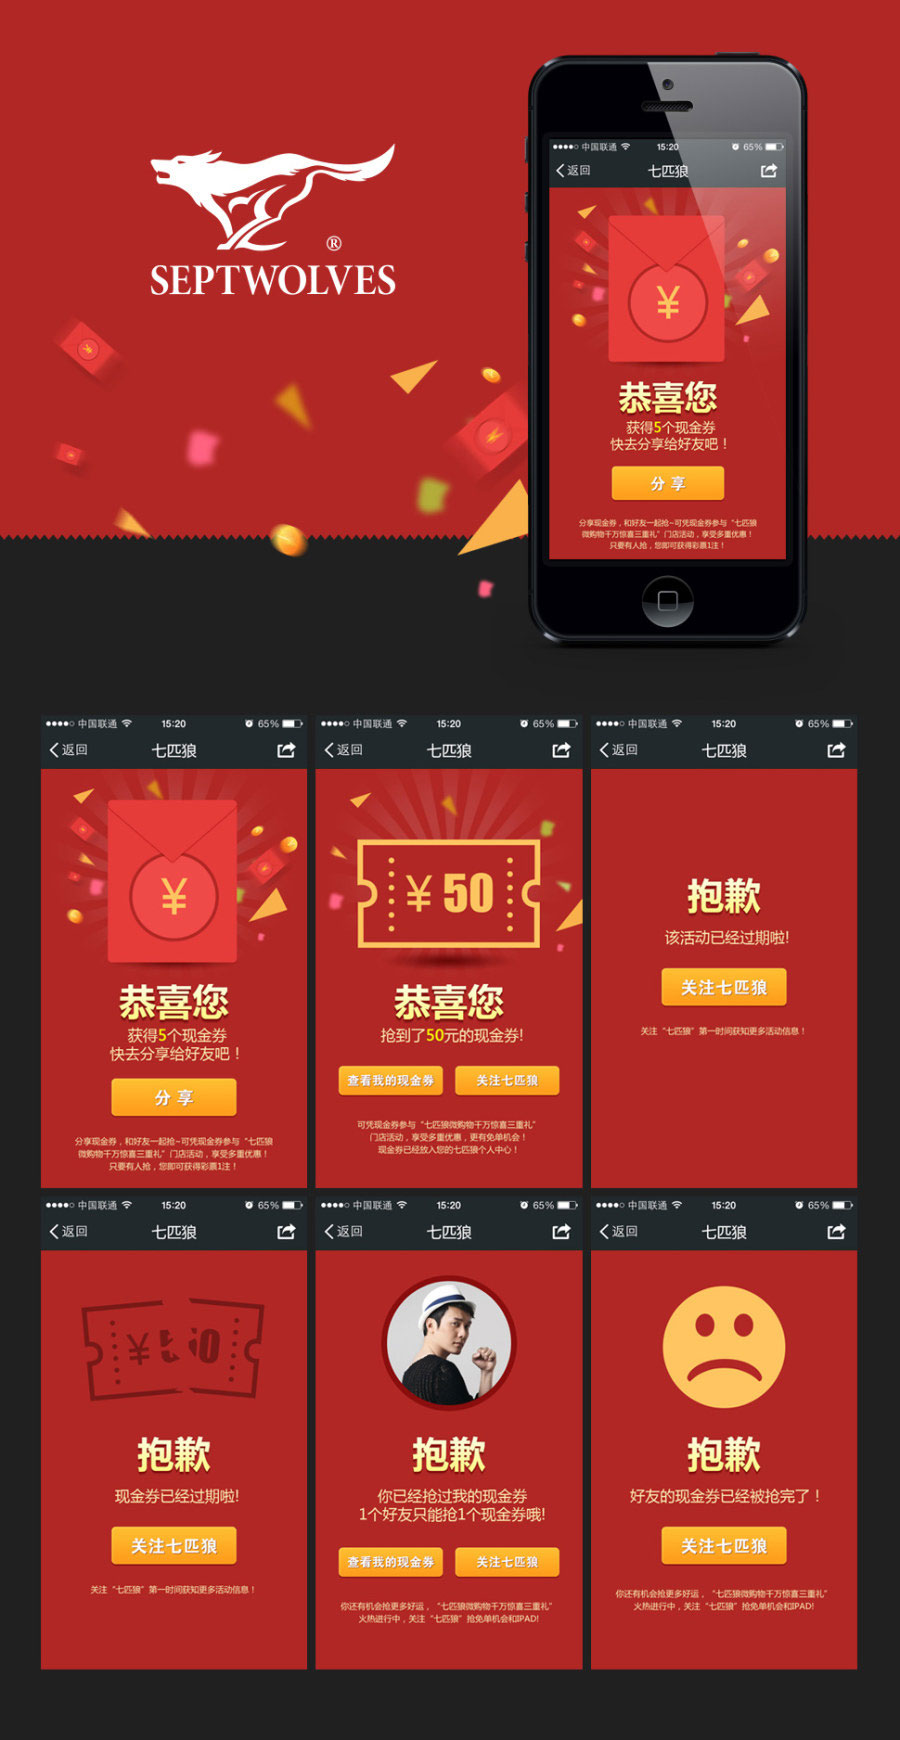 SEPTWOLVES
®
中国联通 15:20 65%
返回 七匹狼
¥
恭喜您
获得5个现金券
快去分享给好友吧！
分 享
分享现金券，和好友一起抢~可凭现金券参与“七匹狼
微购物千万惊喜三重礼”门店活动，享受多重优惠！
只要有人抢，您即可获得彩票1注！
中国联通 15:20 65%
返回 七匹狼
¥
恭喜您
获得5个现金券
快去分享给好友吧！
分 享
分享现金券，和好友一起抢~可凭现金券参与“七匹狼
微购物千万惊喜三重礼”门店活动，享受多重优惠！
只要有人抢，您即可获得彩票1注！
中国联通 15:20 65%
返回 七匹狼
¥ 50
恭喜您
抢到了50元的现金券!
查看我的现金券 关注七匹狼
可凭现金券参与“七匹狼微购物千万惊喜三重礼”
门店活动，享受多重优惠，更有免单机会！
现金券已经放入您的七匹狼个人中心！
中国联通 15:20 65%
返回 七匹狼
抱歉
该活动已经过期啦!
关注七匹狼
关注“七匹狼”第一时间获知更多活动信息！
中国联通 15:20 65%
返回 七匹狼
¥ 50
抱歉
现金券已经过期啦!
关注七匹狼
关注“七匹狼”第一时间获知更多活动信息！
中国联通 15:20 65%
返回 七匹狼
抱歉
你已经抢过我的现金券
1个好友只能抢1个现金券哦!
查看我的现金券 关注七匹狼
你还有机会抢更多好运，“七匹狼微购物千万惊喜三重礼”
火热进行中，关注“七匹狼”抢免单机会和IPAD!
中国联通 15:20 65%
返回 七匹狼
抱歉
好友的现金券已经被抢完了！
关注七匹狼
你还有机会抢更多好运，“七匹狼微购物千万惊喜三重礼”
火热进行中，关注“七匹狼”抢免单机会和IPAD!